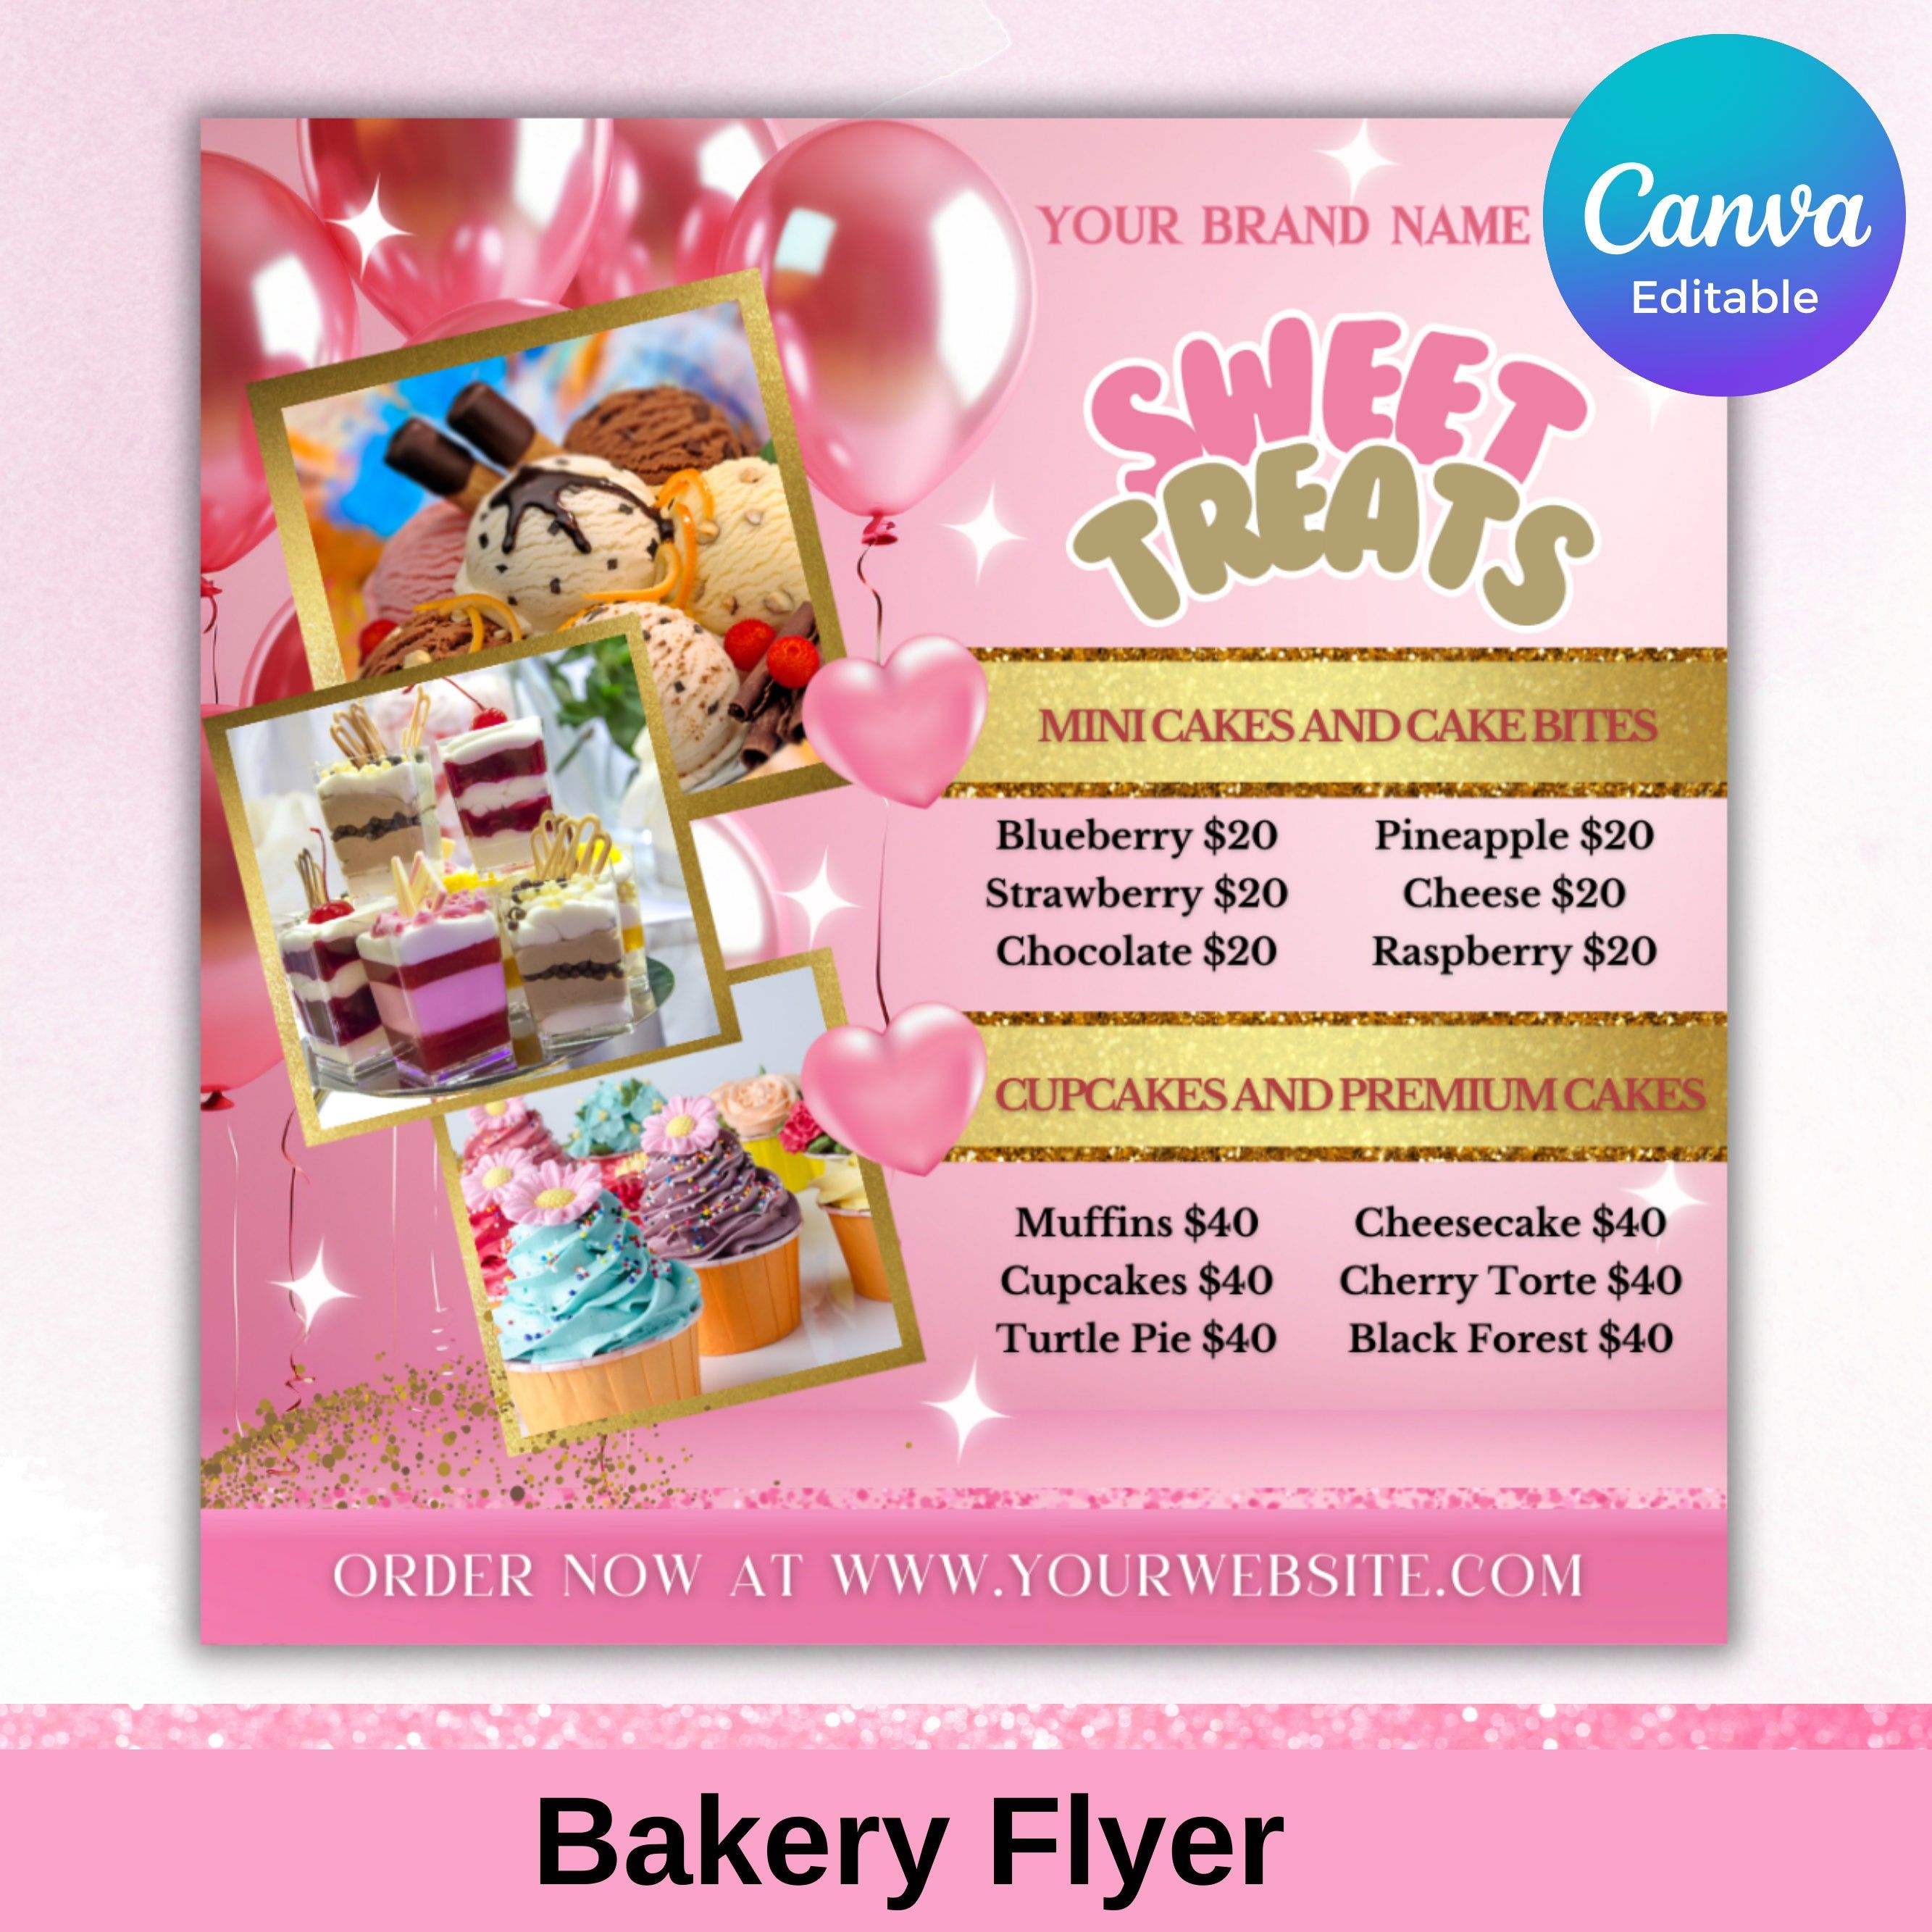 YOUR BRAND NAME
Canva
Editable
SWEET
TREATS
MINI CAKES AND CAKE BITES
Blueberry $20 Pineapple $20
Strawberry $20 Cheese $20
Chocolate $20 Raspberry $20
CUPCAKES AND PREMIUM CAKES
Muffins $40 Cheesecake $40
Cupcakes $40 Cherry Torte $40
Turtle Pie $40 Black Forest $40
ORDER NOW AT WWW.YOURWEBSITE.COM
Bakery Flyer